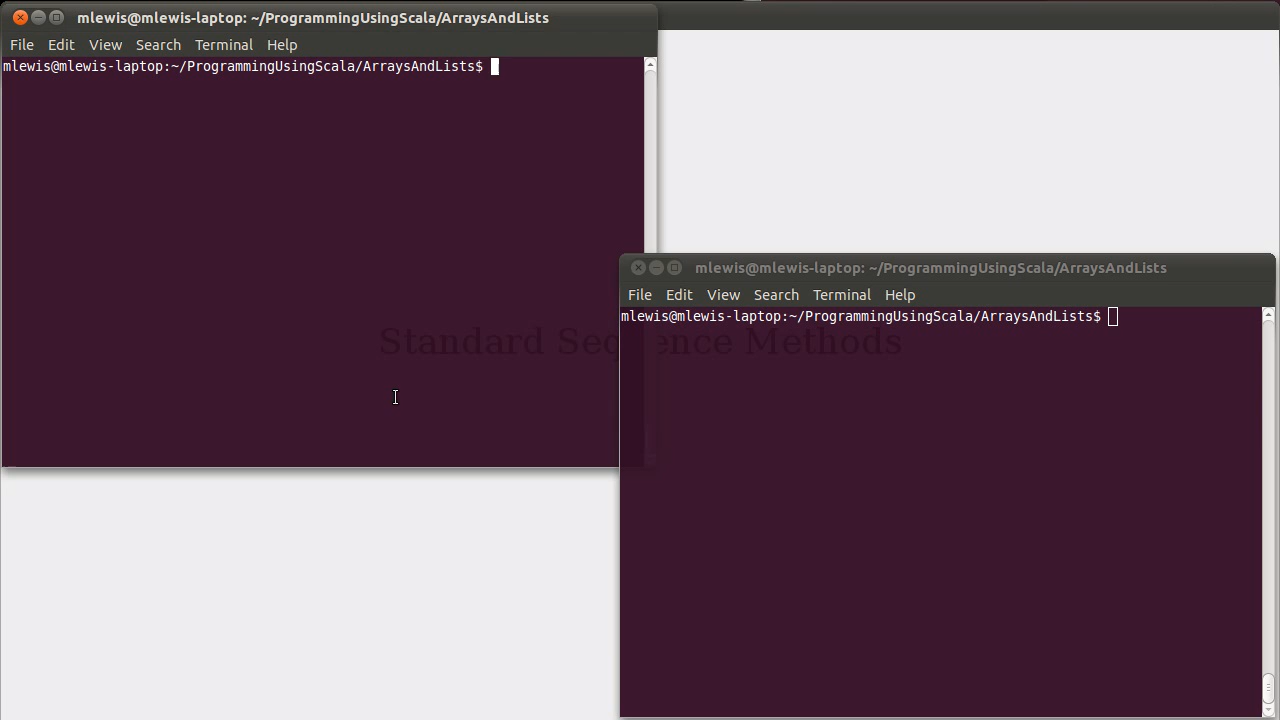 mlewis@mlewis-laptop: ~/ProgrammingUsingScala/ArraysAndLists
File Edit View Search Terminal Help
mlewis@mlewis-laptop:~/ProgrammingUsingScala/ArraysAndLists$
mlewis@mlewis-laptop: ~/ProgrammingUsingScala/ArraysAndLists
File Edit View Search Terminal Help
mlewis@mlewis-laptop:~/ProgrammingUsingScala/ArraysAndLists$
Standard Sequence Methods